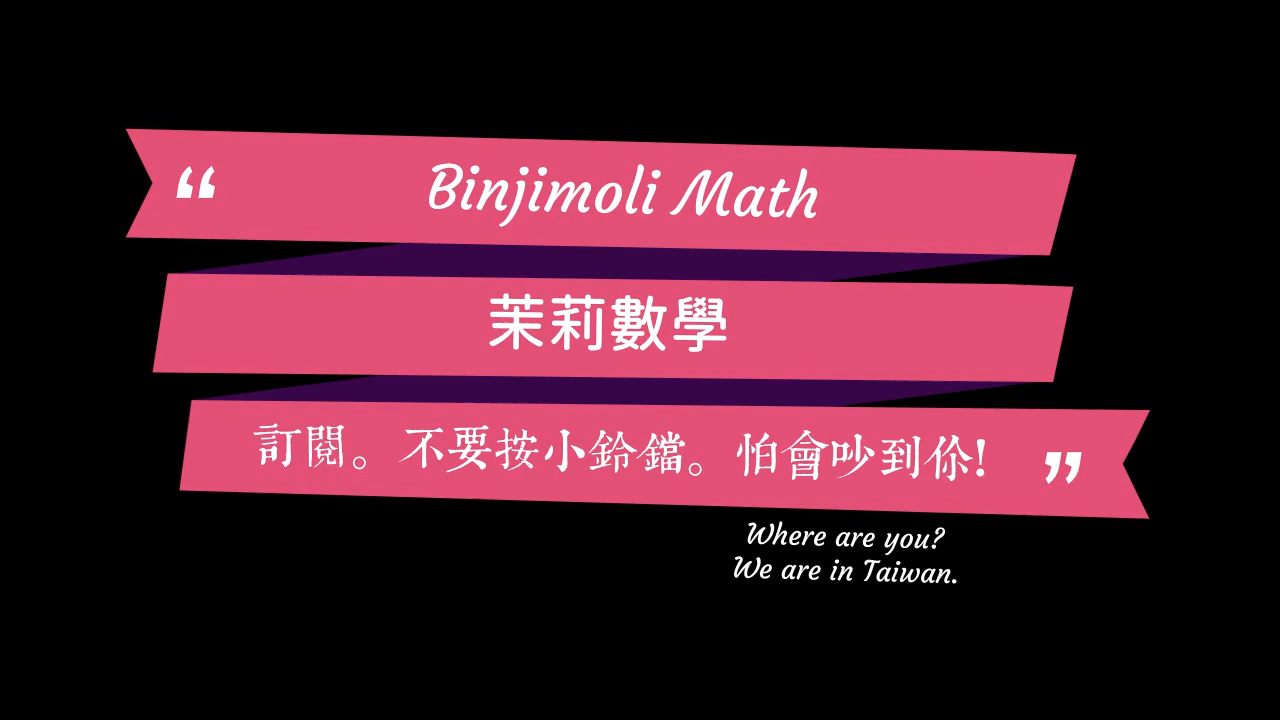 “ Binjimoli Math
茉莉數學
訂閱。不要按小鈴鐺。怕會吵到你! ”
Where are you?
We are in Taiwan.